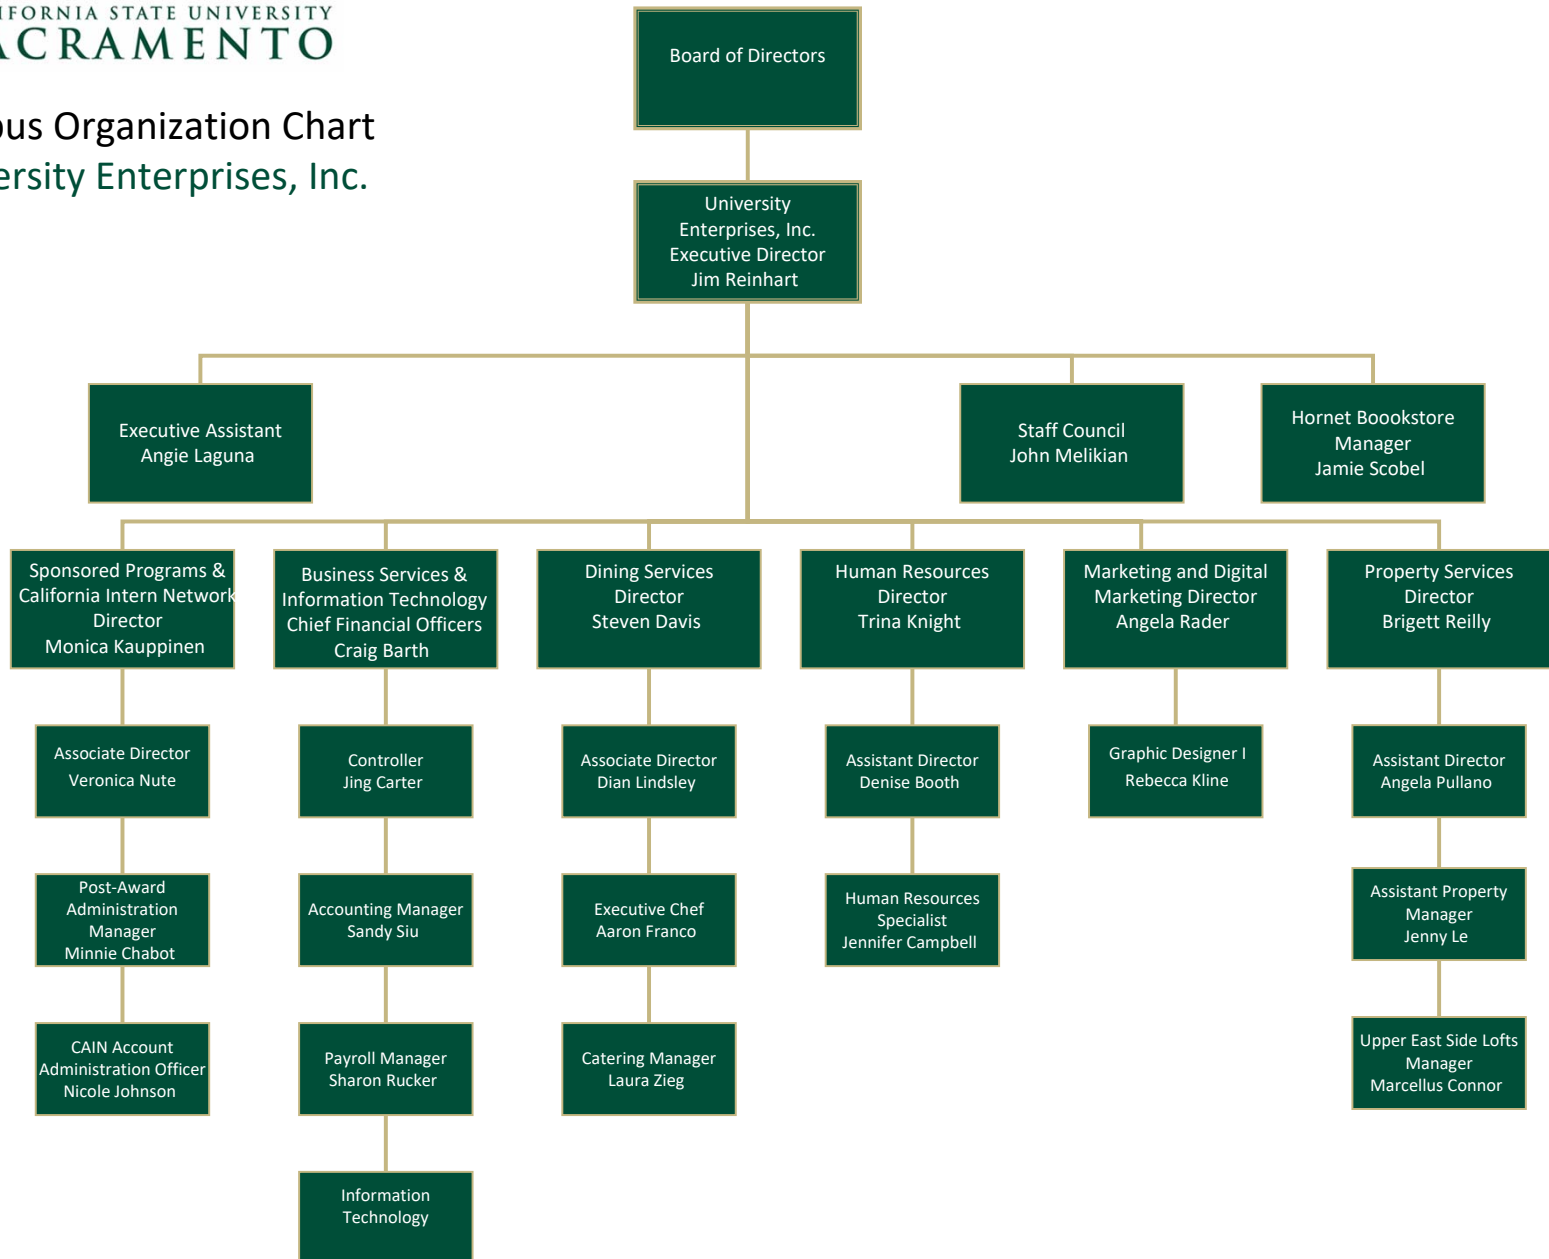 IFORNIA STATE UNIVERSITY
ACRAMENTO
ous Organization Chart
ersity Enterprises, Inc.
Board of Directors
University
Enterprises, Inc.
Executive Director
Jim Reinhart
Executive Assistant
Angie Laguna
Staff Council
John Melikian
Hornet Boookstore
Manager
Jamie Scobel
Sponsored Programs &
California Intern Network
Director
Monica Kauppinen
Business Services &
Information Technology
Chief Financial Officers
Craig Barth
Dining Services
Director
Steven Davis
Human Resources
Director
Trina Knight
Marketing and Digital
Marketing Director
Angela Rader
Property Services
Director
Brigett Reilly
Associate Director
Veronica Nute
Controller
Jing Carter
Associate Director
Dian Lindsley
Assistant Director
Denise Booth
Graphic Designer I
Rebecca Kline
Assistant Director
Angela Pullano
Post-Award
Administration
Manager
Minnie Chabot
Accounting Manager
Sandy Siu
Executive Chef
Aaron Franco
Human Resources
Specialist
Jennifer Campbell
Assistant Property
Manager
Jenny Le
CAIN Account
Administration Officer
Nicole Johnson
Payroll Manager
Sharon Rucker
Catering Manager
Laura Zieg
Upper East Side Lofts
Manager
Marcellus Connor
Information
Technology